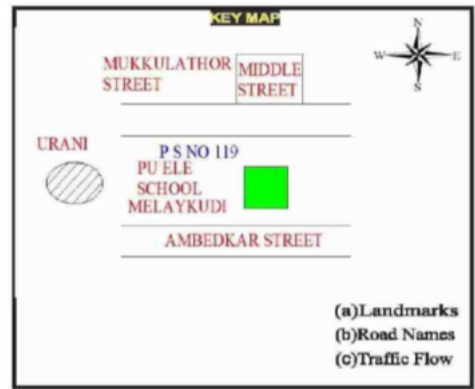 KEY MAP
N
W E
S
MUKKULATHOR
STREET
MIDDLE
STREET
URANI
P S NO 119
PU ELE
SCHOOL
MELAYKUDI
AMBEDKAR STREET
(a)Landmarks
(b)Road Names
(c)Traffic Flow